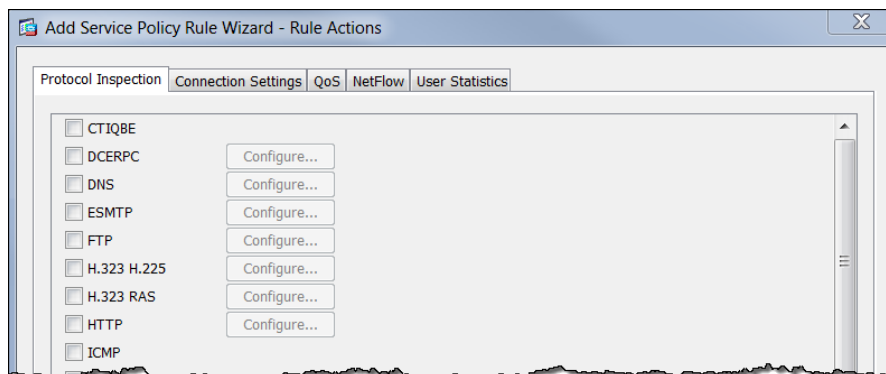 Add Service Policy Rule Wizard - Rule Actions
Protocol Inspection Connection Settings QoS NetFlow User Statistics
CTIQBE
DCERPC Configure...
DNS Configure...
ESMTP Configure...
FTP Configure...
H.323 H.225 Configure...
H.323 RAS Configure...
HTTP Configure...
ICMP